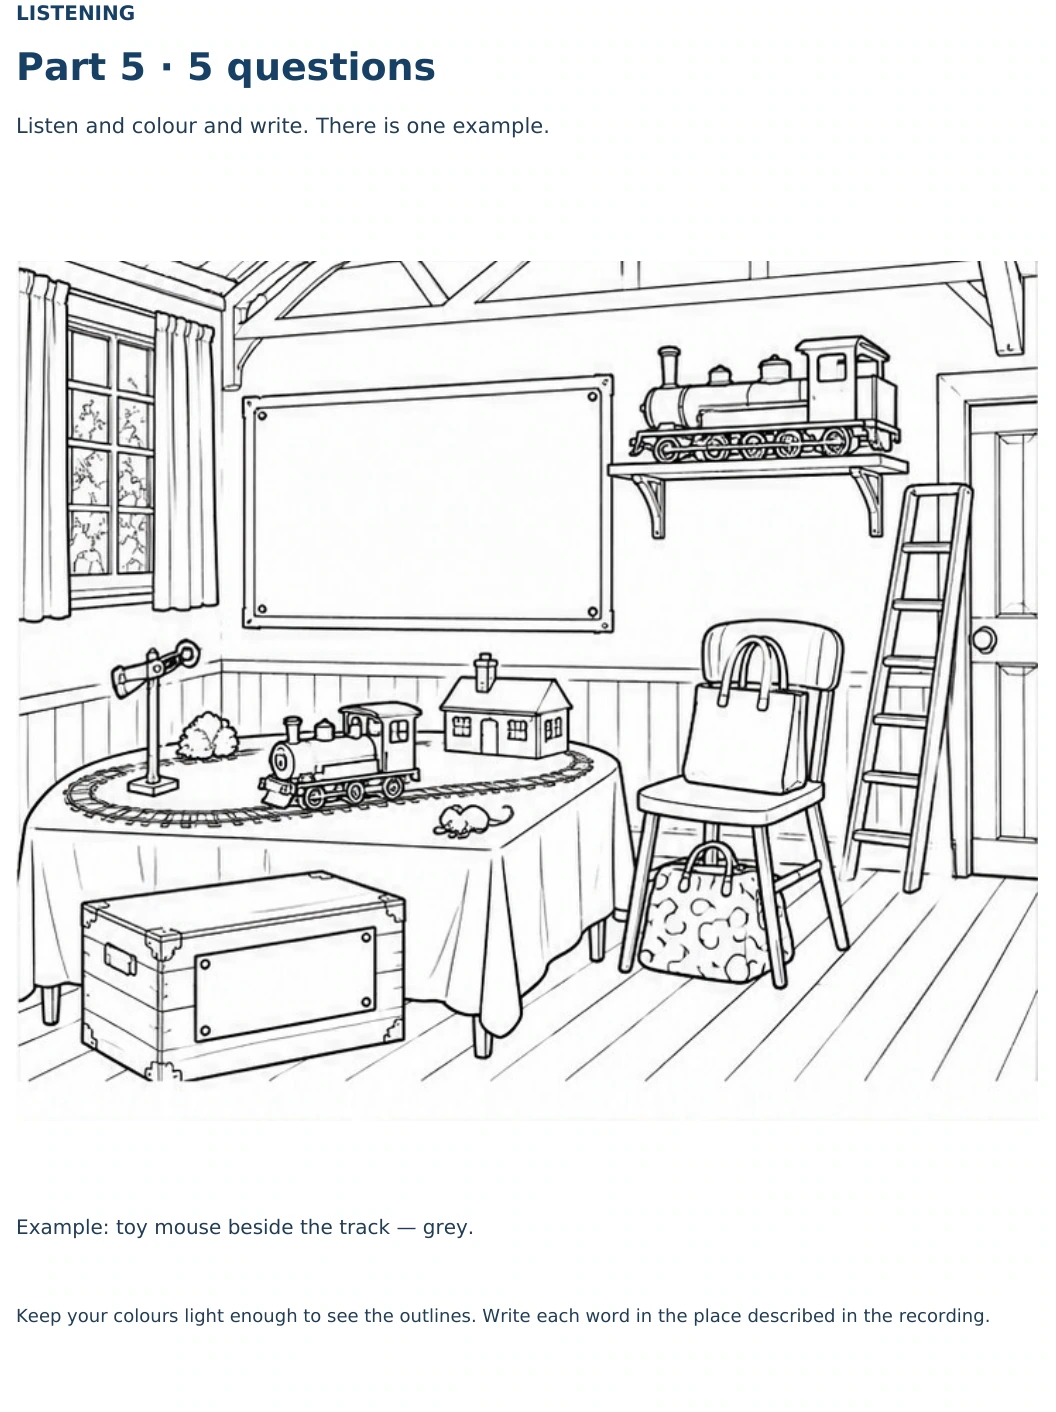 LISTENING
Part 5 · 5 questions
Listen and colour and write. There is one example.
Example: toy mouse beside the track — grey.
Keep your colours light enough to see the outlines. Write each word in the place described in the recording.